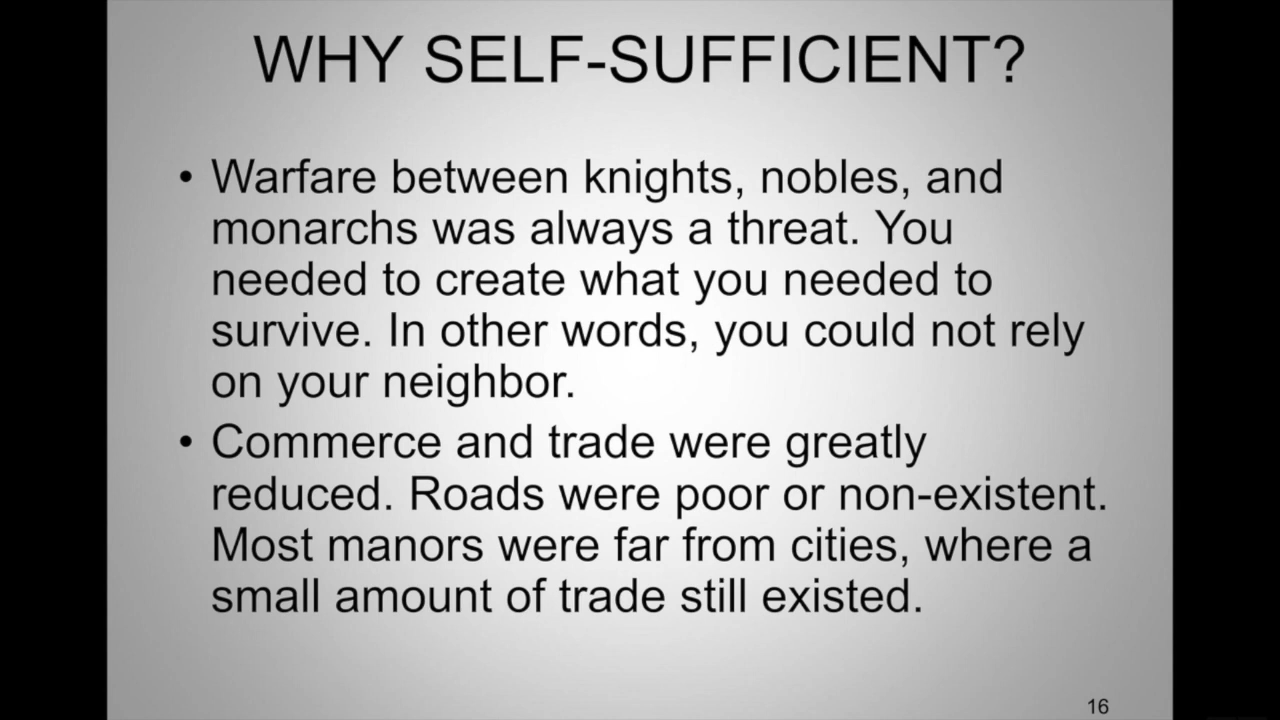 WHY SELF-SUFFICIENT?
• Warfare between knights, nobles, and
monarchs was always a threat. You
needed to create what you needed to
survive. In other words, you could not rely
on your neighbor.
• Commerce and trade were greatly
reduced. Roads were poor or non-existent.
Most manors were far from cities, where a
small amount of trade still existed.
16